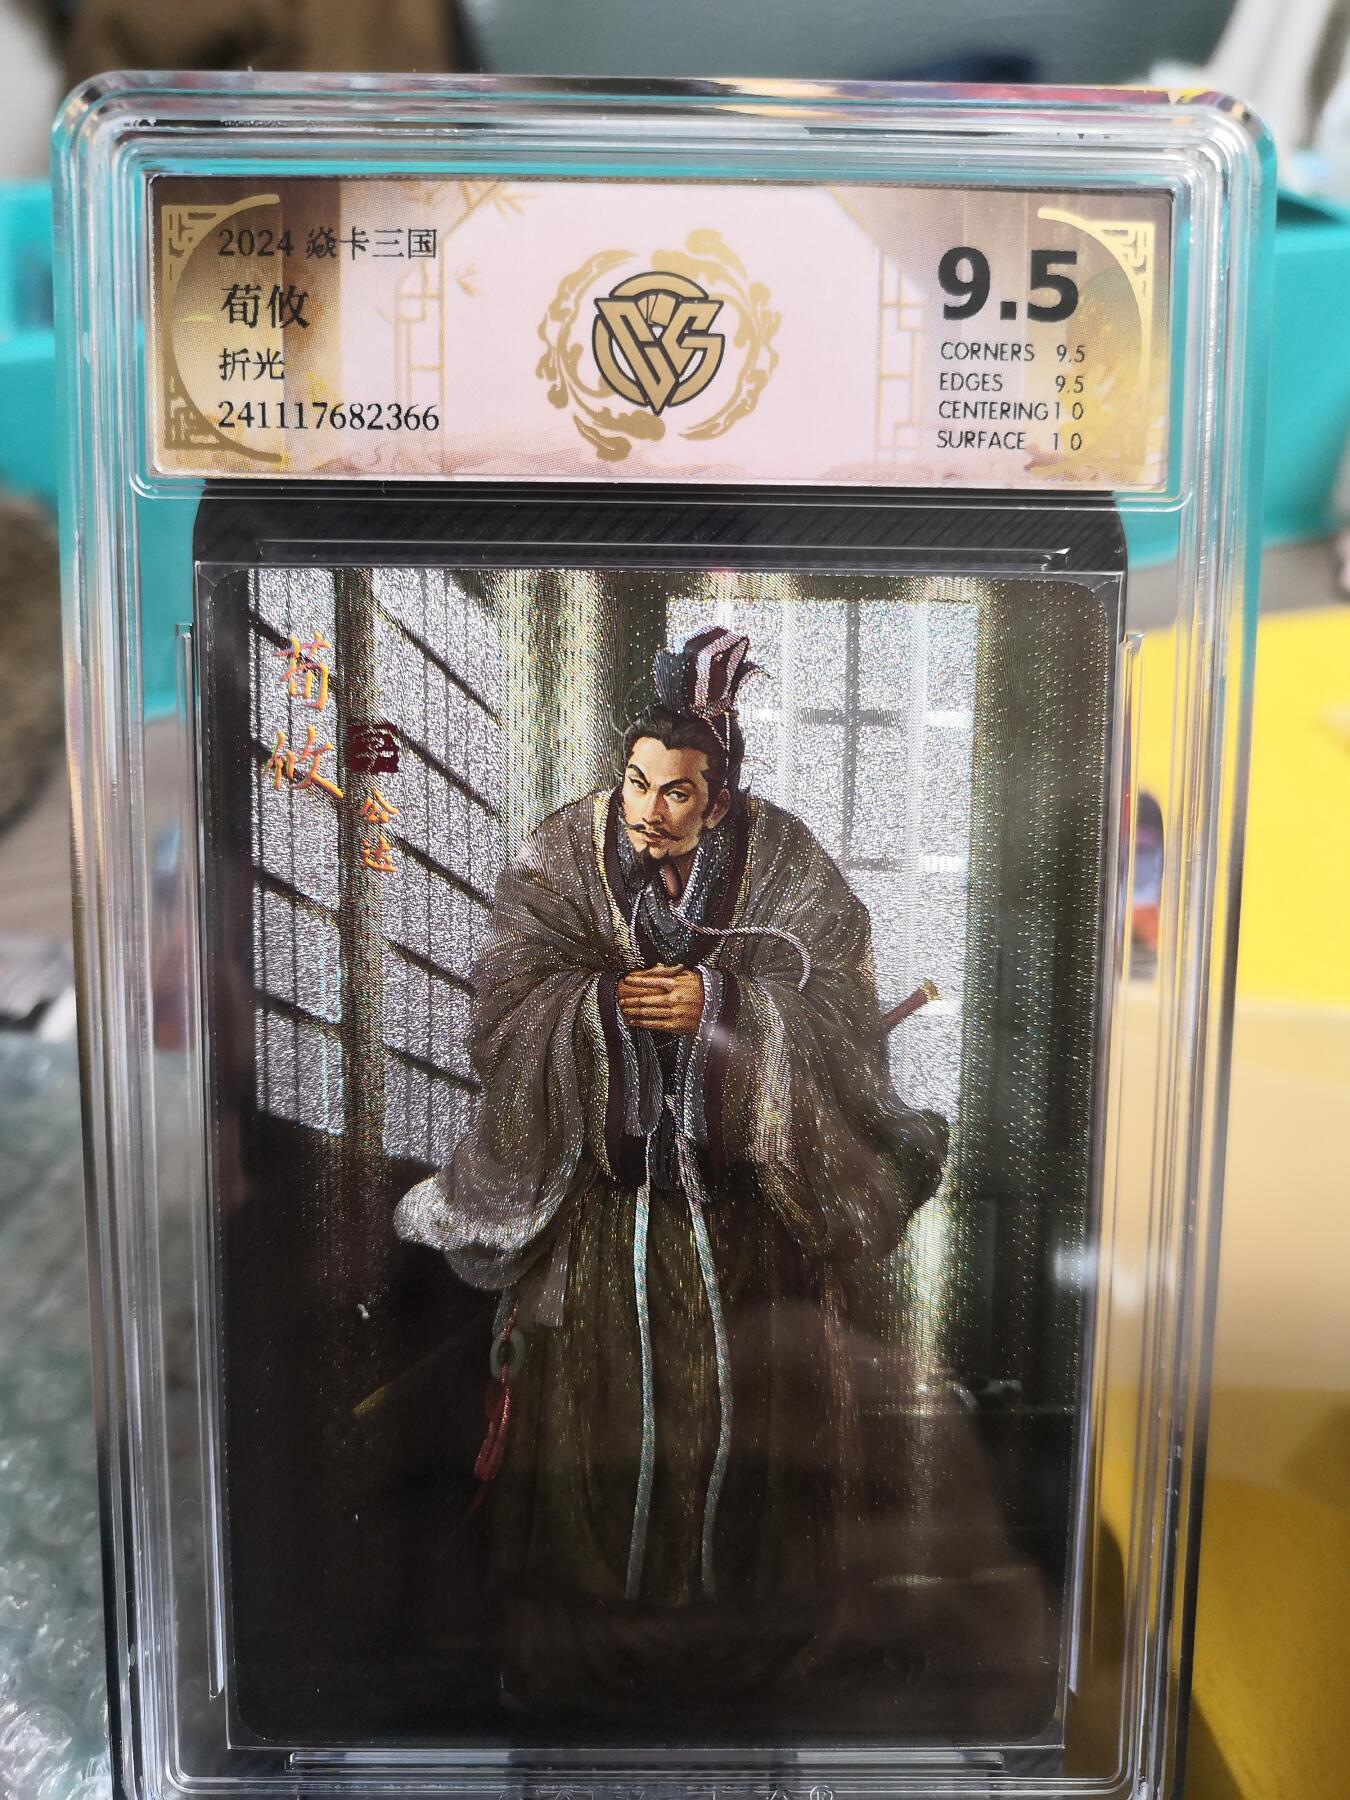 2024 焱卡三国
荀攸
折光
241117682366
9.5
CORNERS 9.5
EDGES 9.5
CENTERING 10
SURFACE 10
荀攸
字
公达